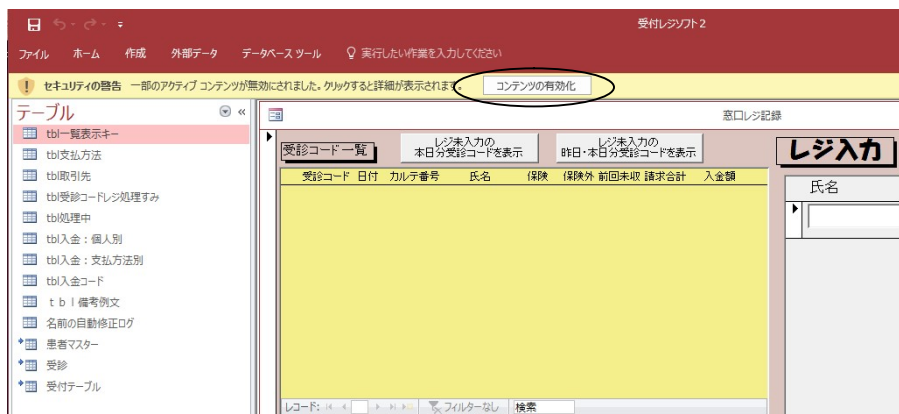 受付レジソフト2
ファイル ホーム 作成 外部データ データベース ツール 実行したい作業を入力してください
セキュリティの警告 一部のアクティブ コンテンツが無効にされました。クリックすると詳細が表示されます。 コンテンツの有効化
テーブル
窓口レジ記録
tbl一覧表示キー
tbl支払方法
tbl取引先
tbl受診コードレジ処理すみ
tbl処理中
tbl入金：個人別
tbl入金：支払方法別
tbl入金コード
ｔｂｌ備考例文
名前の自動修正ログ
患者マスター
受診
受付テーブル
受診コード一覧
レジ未入力の
本日分受診コードを表示
レジ未入力の
昨日・本日分受診コードを表示
レジ入力
受診コード 日付 カルテ番号 氏名 保険 保険外 前回未収 請求合計 入金額
氏名
レコード: フィルターなし 検索